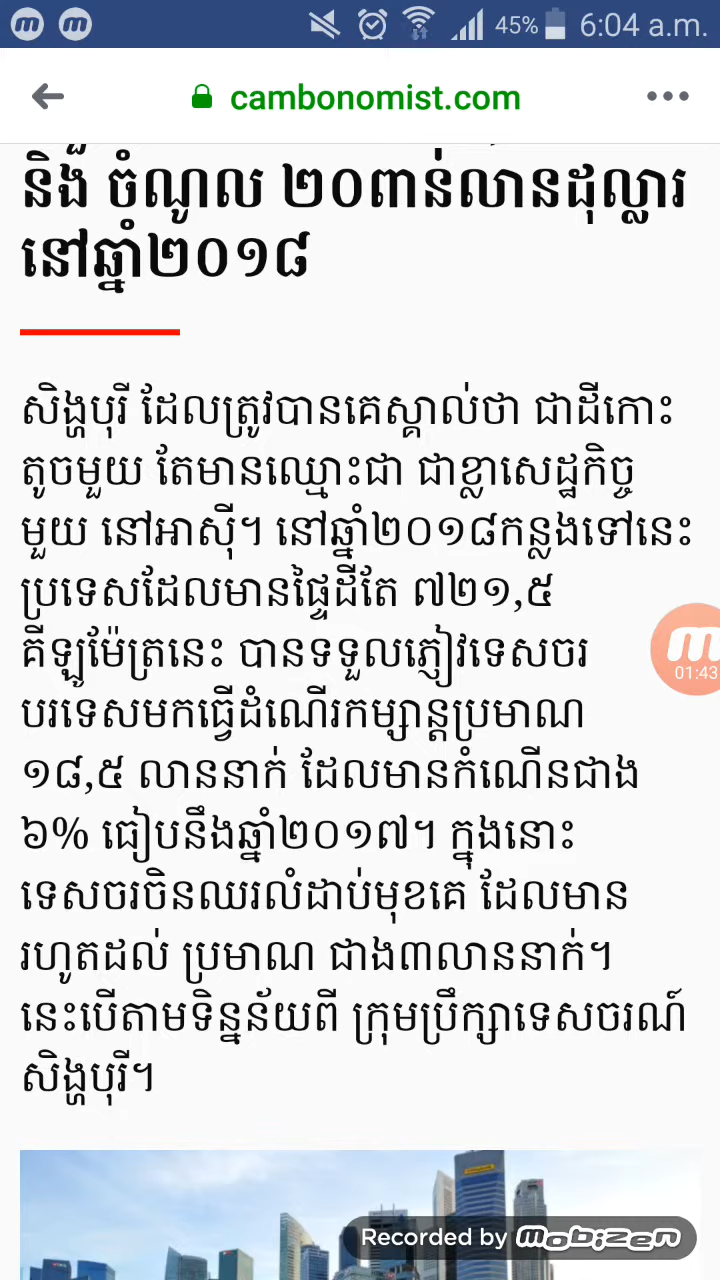 45% 6:04 a.m.
cambonomist.com
និង ចំណូល ២០ពាន់លានដុល្លារ
នៅឆ្នាំ២០១៨
សិង្ហបុរី ដែលត្រូវបានគេស្គាល់ថា ជាដីកោះ
តូចមួយ តែមានឈ្មោះជា ជាខ្លាសេដ្ឋកិច្ច
មួយ នៅអាស៊ី។ នៅឆ្នាំ២០១៨កន្លងទៅនេះ
ប្រទេសដែលមានផ្ទៃដីតែ ៧២១,៥
គីឡូម៉ែត្រនេះ បានទទួលភ្ញៀវទេសចរ
បរទេសមកធ្វើដំណើរកម្សាន្តប្រមាណ
១៨,៥ លាននាក់ ដែលមានកំណើនជាង
៦% ធៀបនឹងឆ្នាំ២០១៧។ ក្នុងនោះ
ទេសចរចិនឈរលំដាប់មុខគេ ដែលមាន
រហូតដល់ ប្រមាណ ជាង៣លាននាក់។
នេះបើតាមទិន្នន័យពី ក្រុមប្រឹក្សាទេសចរណ៍
សិង្ហបុរី។
01:43
Recorded by mobizen